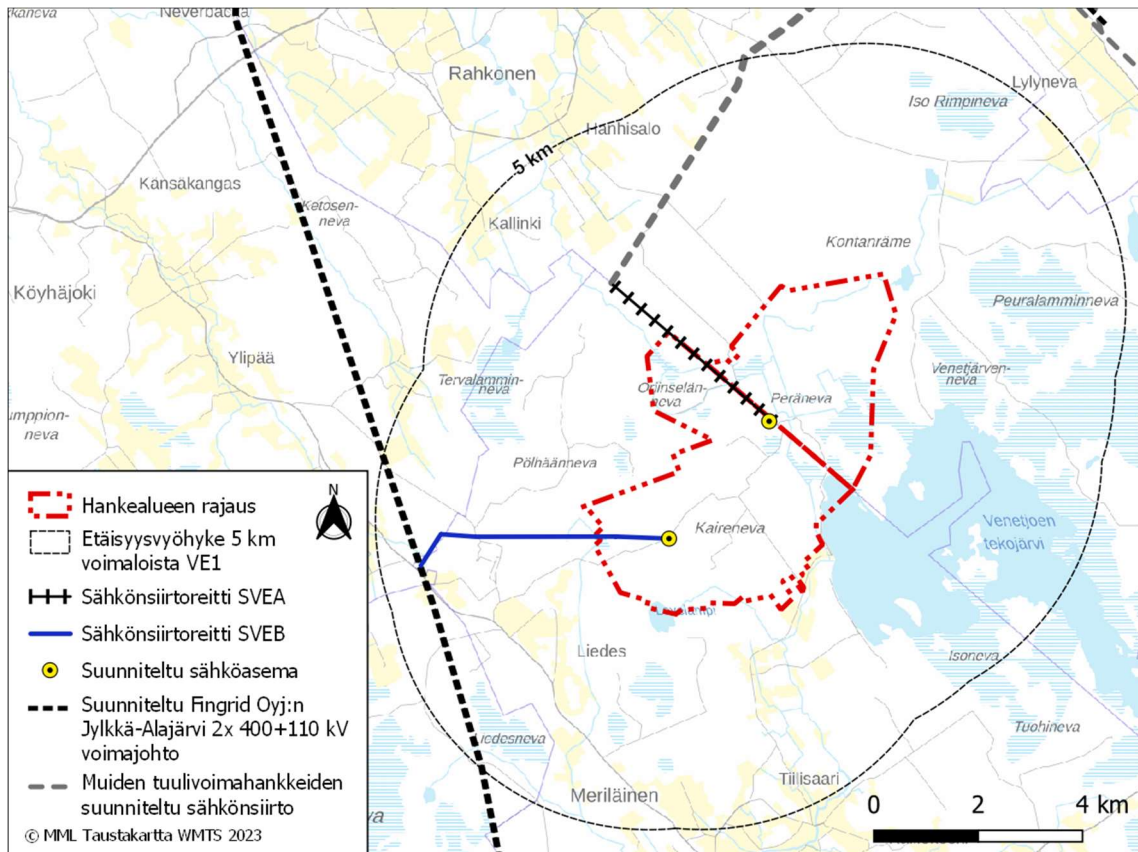 Neverbacka
Rahkonen
Lylyneva
Iso Rimpineva
Hanhisalo
5 km
Kansakangas
Ketosen-
neva
Kallinki
Kontanräme
Köyhäjoki
Peuralamminneva
Ylipää
Tervalammin-
neva
Oriinselän-
neva
Peräneva
Venetjärven-
neva
neva
Pölhäänneva
Kaireneva
Venetjoen
tekojärvi
Liedes
Isoneva
Tuohineva
Liedesneva
Tiilisaari
Meriläinen
N
Hankealueen rajaus
Etäisyysvyöhyke 5 km
voimaloista VE1
Sähkönsiirtoreitti SVEA
Sähkönsiirtoreitti SVEB
Suunniteltu sähköasema
Suunniteltu Fingrid Oyj:n
Jylkkä-Alajärvi 2x 400+110 kV
voimajohto
Muiden tuulivoimahankkeiden
suunniteltu sähkönsiirto
© MML Taustakartta WMTS 2023
0 2 4 km